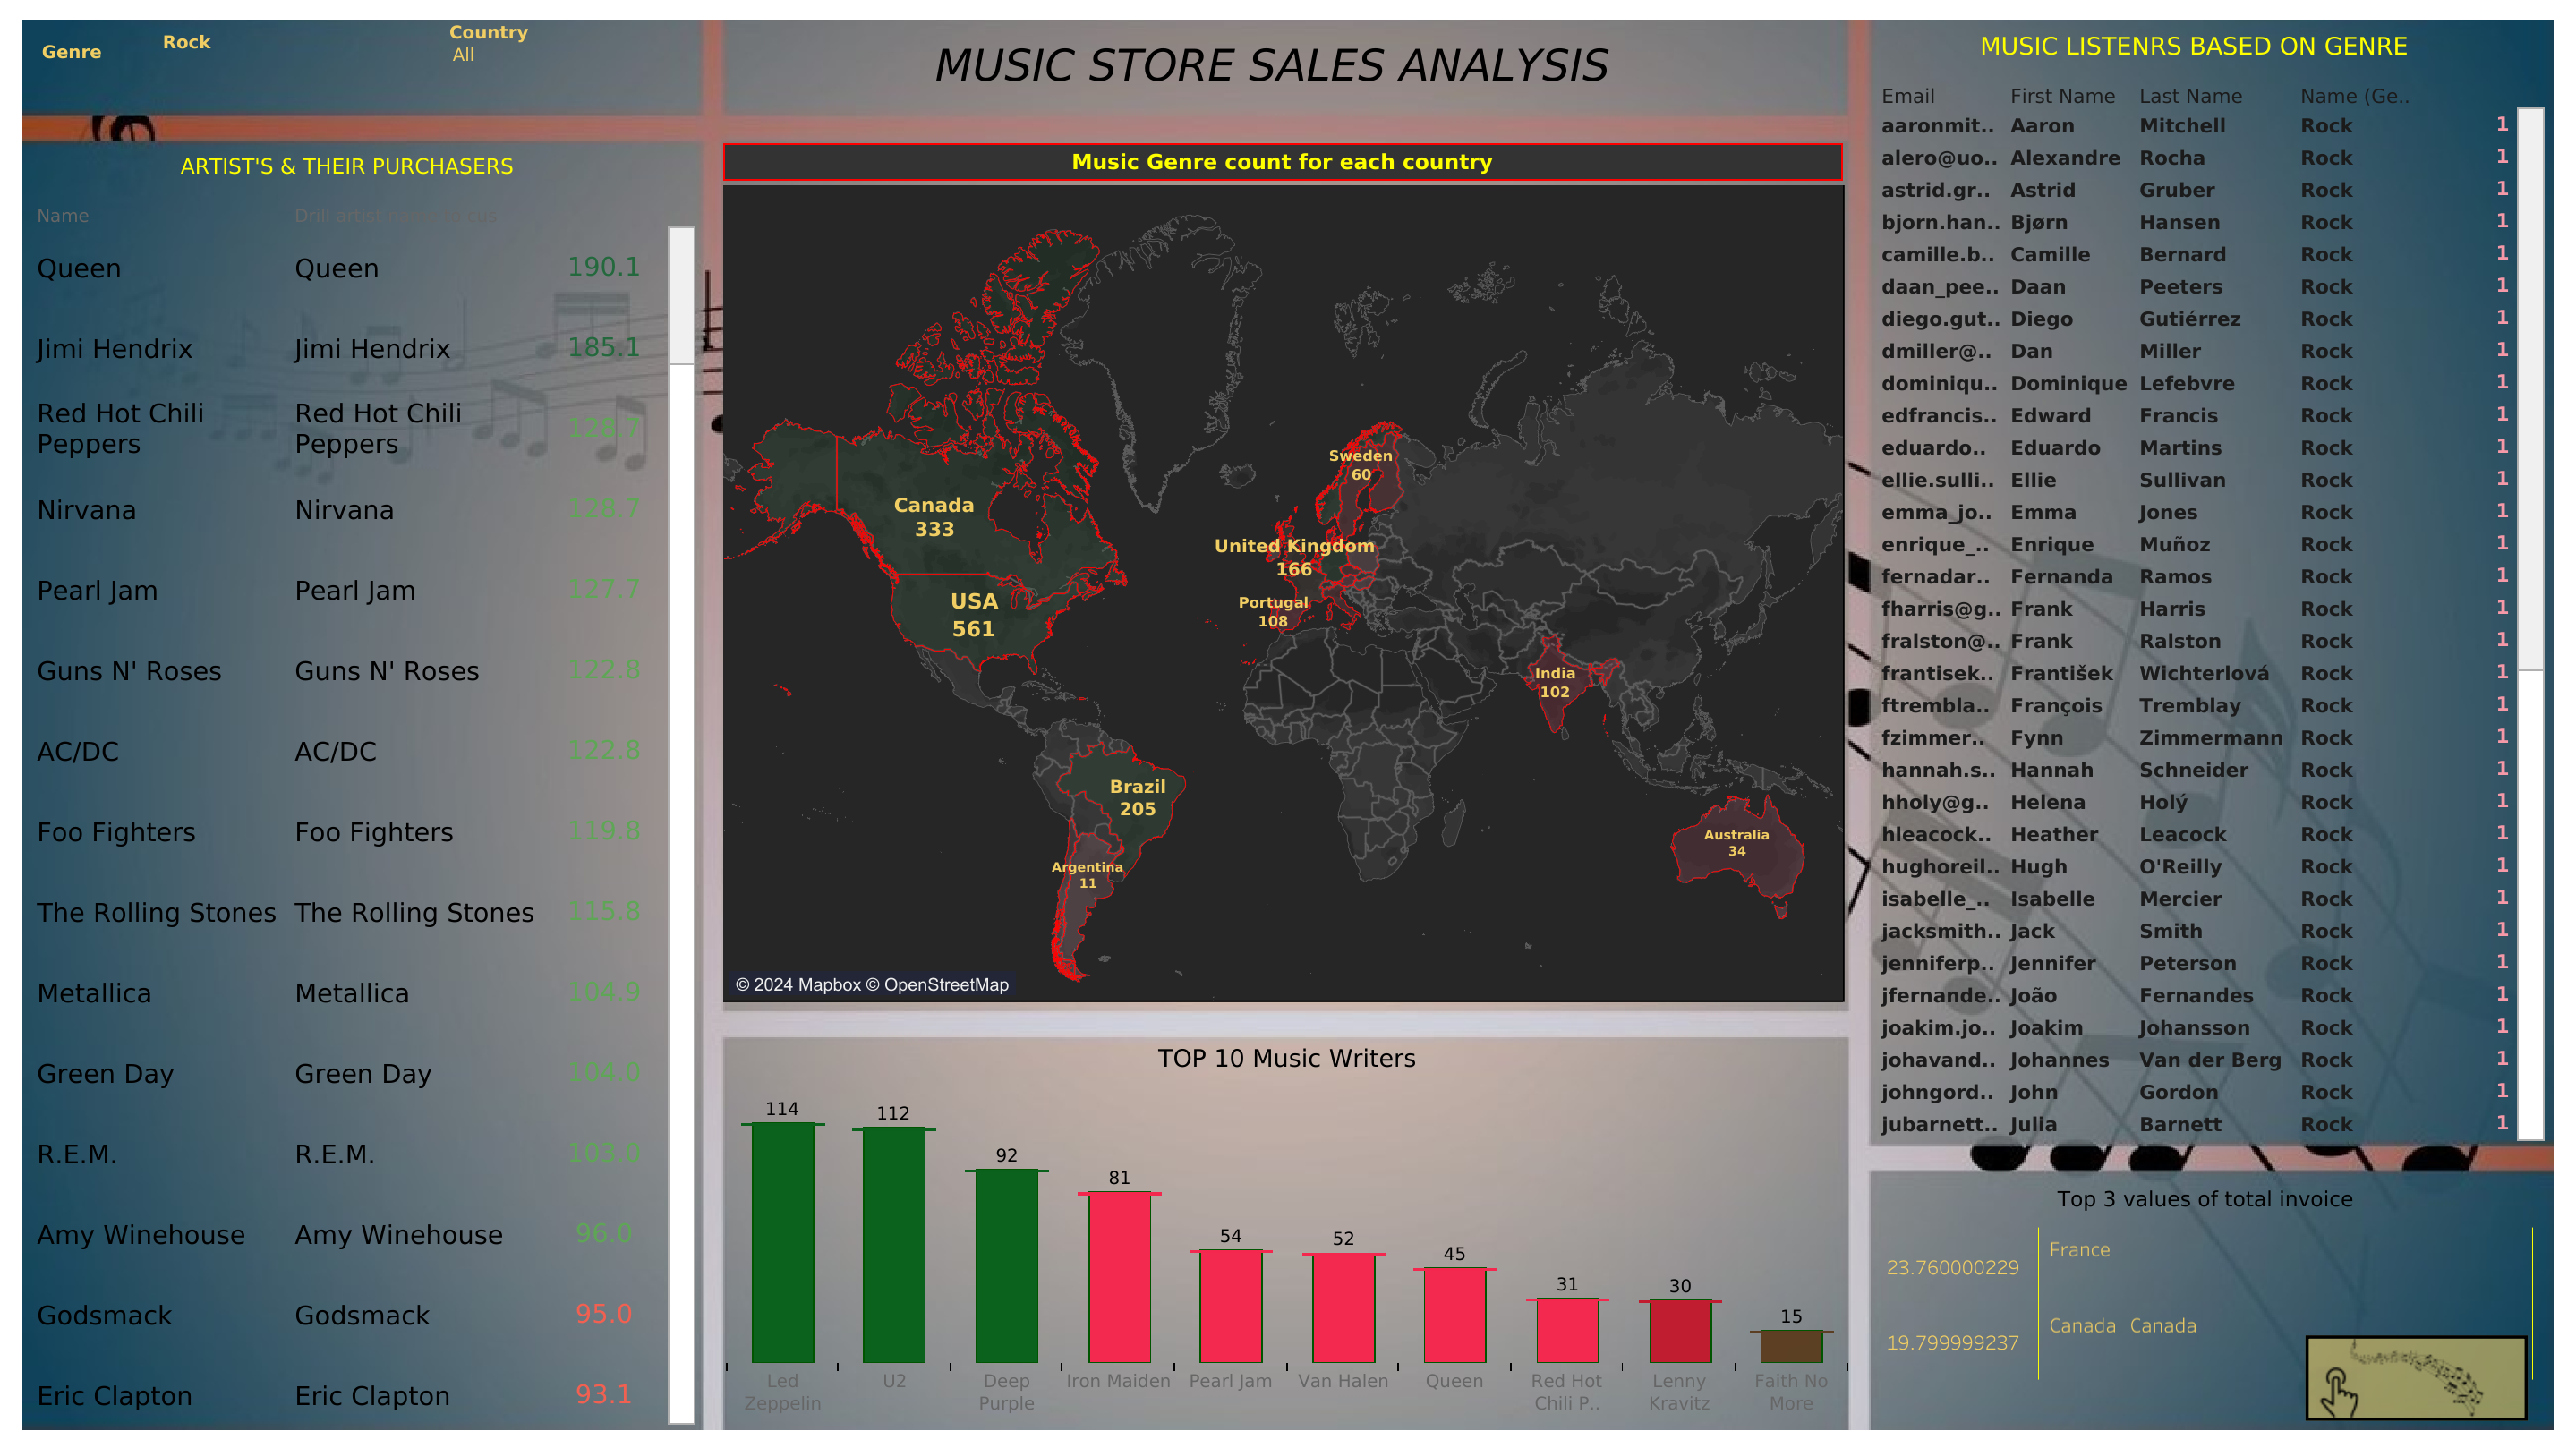 Genre
Rock
Country
All
MUSIC STORE SALES ANALYSIS
ARTIST'S & THEIR PURCHASERS
Name Drill artist
Queen Queen 190.1
Jimi Hendrix Jimi Hendrix 185.1
Red Hot Chili Peppers Red Hot Chili Peppers 128.7
Nirvana Nirvana 128.7
Pearl Jam Pearl Jam 127.7
Guns N' Roses Guns N' Roses 122.8
AC/DC AC/DC 122.8
Foo Fighters Foo Fighters 119.8
The Rolling Stones The Rolling Stones 115.8
Metallica Metallica 104.9
Green Day Green Day 104.0
R.E.M. R.E.M. 103.0
Amy Winehouse Amy Winehouse 96.0
Godsmack Godsmack 95.0
Eric Clapton Eric Clapton 93.1
Music Genre count for each country
Sweden
60
Canada
333
United Kingdom
166
USA
561
Portugal
108
India
102
Brazil
205
Australia
34
Argentina
11
© 2024 Mapbox © OpenStreetMap
TOP 10 Music Writers
114
112
92
81
54
52
45
31
30
15
Led Zeppelin
U2
Deep Purple
Iron Maiden
Pearl Jam
Van Halen
Queen
Red Hot Chili P..
Lenny Kravitz
Faith No More
MUSIC LISTENRS BASED ON GENRE
Email First Name Last Name Name (Ge..
aaronmit.. Aaron Mitchell Rock 1
alero@uo.. Alexandre Rocha Rock 1
astrid.gr.. Astrid Gruber Rock 1
bjorn.han.. Bjørn Hansen Rock 1
camille.b.. Camille Bernard Rock 1
daan_pee.. Daan Peeters Rock 1
diego.gut.. Diego Gutiérrez Rock 1
dmiller@.. Dan Miller Rock 1
dominiqu.. Dominique Lefebvre Rock 1
edfrancis.. Edward Francis Rock 1
eduardo.. Eduardo Martins Rock 1
ellie.sulli.. Ellie Sullivan Rock 1
emma_jo.. Emma Jones Rock 1
enrique_.. Enrique Muñoz Rock 1
fernadar.. Fernanda Ramos Rock 1
fharris@g.. Frank Harris Rock 1
fralston@.. Frank Ralston Rock 1
frantisek.. František Wichterlová Rock 1
ftrembla.. François Tremblay Rock 1
fzimmer.. Fynn Zimmermann Rock 1
hannah.s.. Hannah Schneider Rock 1
hholy@g.. Helena Holý Rock 1
hleacock.. Heather Leacock Rock 1
hughoreil.. Hugh O'Reilly Rock 1
isabelle_.. Isabelle Mercier Rock 1
jacksmith.. Jack Smith Rock 1
jenniferp.. Jennifer Peterson Rock 1
jfernande.. João Fernandes Rock 1
joakim.jo.. Joakim Johansson Rock 1
johavand.. Johannes Van der Berg Rock 1
johngord.. John Gordon Rock 1
jubarnett.. Julia Barnett Rock 1
Top 3 values of total invoice
23.760000229 France
19.799999237 Canada Canada